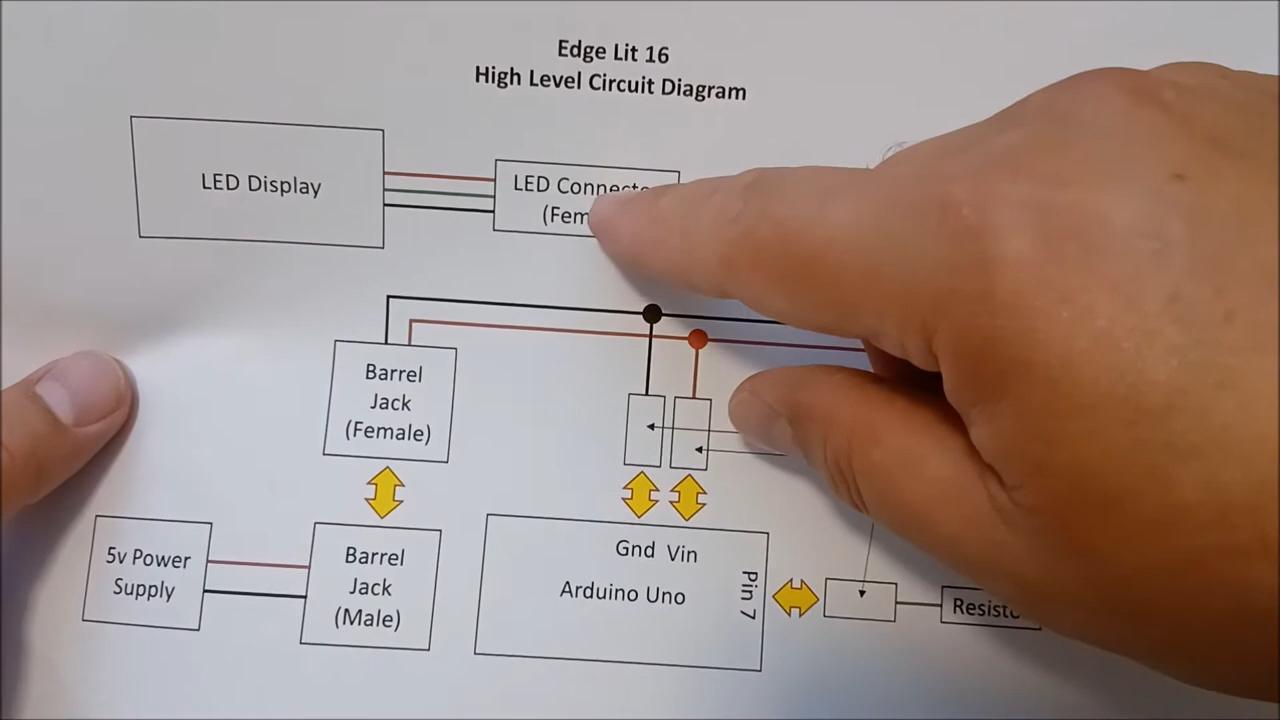 Edge Lit 16
High Level Circuit Diagram
LED Display
LED
(
Barrel
Jack
(Female)
5v Power
Supply
Barrel
Jack
(Male)
Gnd Vin
Arduino Uno
Pin 7